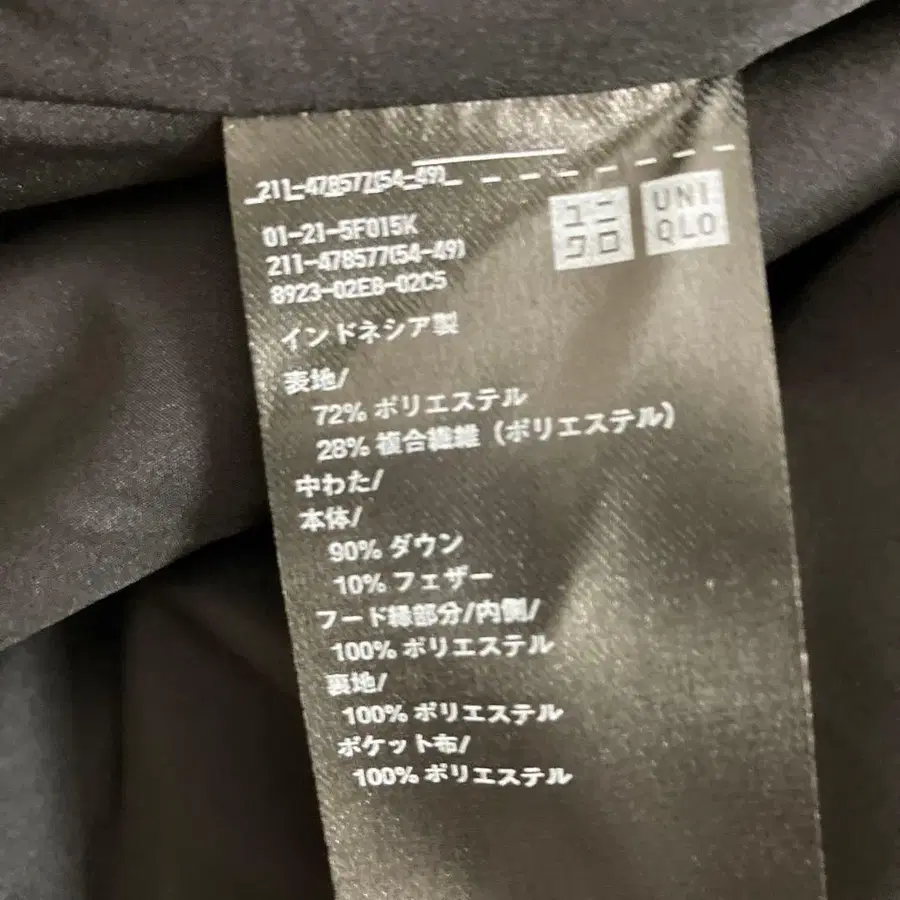 211-478577(54-49)
ユニ
クロ
UNI
QLO
01-21-5F015K
211-478577(54-49)
8923-02E8-02C5
インドネシア製
表地/
72% ポリエステル
28% 複合繊維（ポリエステル）
中わた/
本体/
90% ダウン
10% フェザー
フード縁部分/内側/
100% ポリエステル
裏地/
100% ポリエステル
ポケット布/
100% ポリエステル